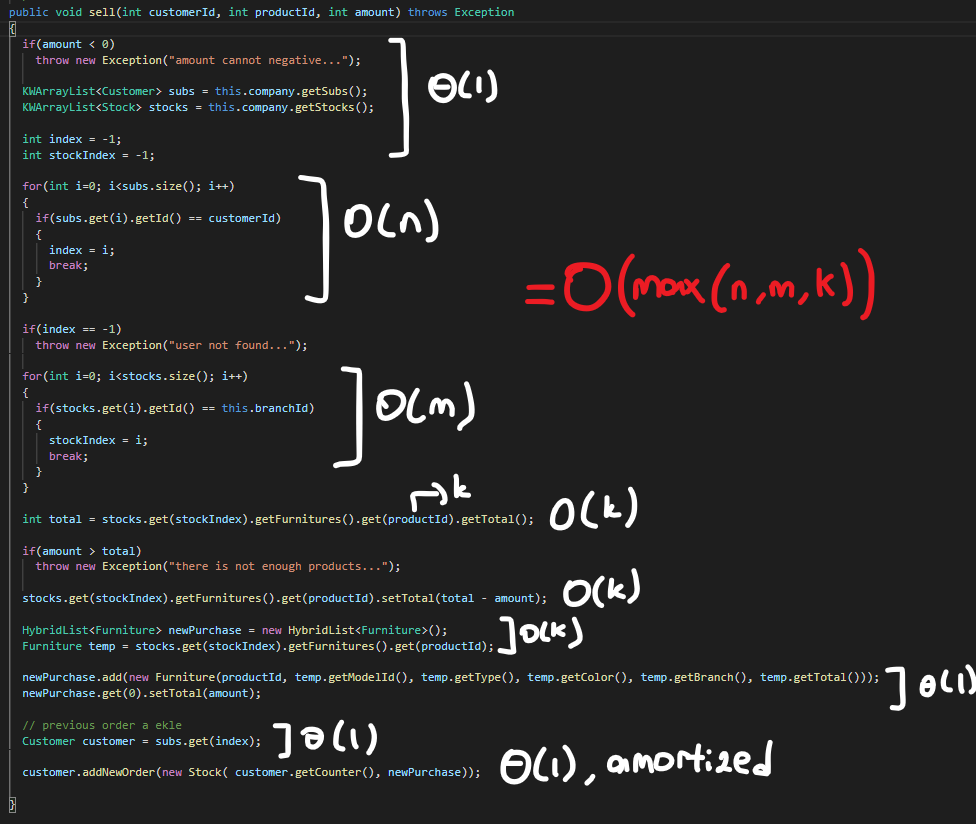 public void sell(int customerId, int productId, int amount) throws Exception
{
if(amount < 0)
throw new Exception("amount cannot negative...");
Θ(1)
KWArrayList<Customer> subs = this.company.getSubs();
KWArrayList<Stock> stocks = this.company.getStocks();
int index = -1;
int stockIndex = -1;
for(int i=0; i<subs.size(); i++)
{
if(subs.get(i).getId() == customerId)
O(n)
{
index = i;
break;
}
}
=O(max(n,m,k))
if(index == -1)
throw new Exception("user not found...");
for(int i=0; i<stocks.size(); i++)
{
if(stocks.get(i).getId() == this.branchId)
O(m)
{
stockIndex = i;
break;
}
}
k
int total = stocks.get(stockIndex).getFurnitures().get(productId).getTotal(); O(k)
if(amount > total)
throw new Exception("there is not enough products...");
stocks.get(stockIndex).getFurnitures().get(productId).setTotal(total - amount); O(k)
HybridList<Furniture> newPurchase = new HybridList<Furniture>();
Furniture temp = stocks.get(stockIndex).getFurnitures().get(productId); O(k)
newPurchase.add(new Furniture(productId, temp.getModelId(), temp.getType(), temp.getColor(), temp.getBranch(), temp.getTotal())); Θ(1)
newPurchase.get(0).setTotal(amount);
// previous order a ekle
Customer customer = subs.get(index); Θ(1)
customer.addNewOrder(new Stock( customer.getCounter(), newPurchase)); Θ(1), amortized
}